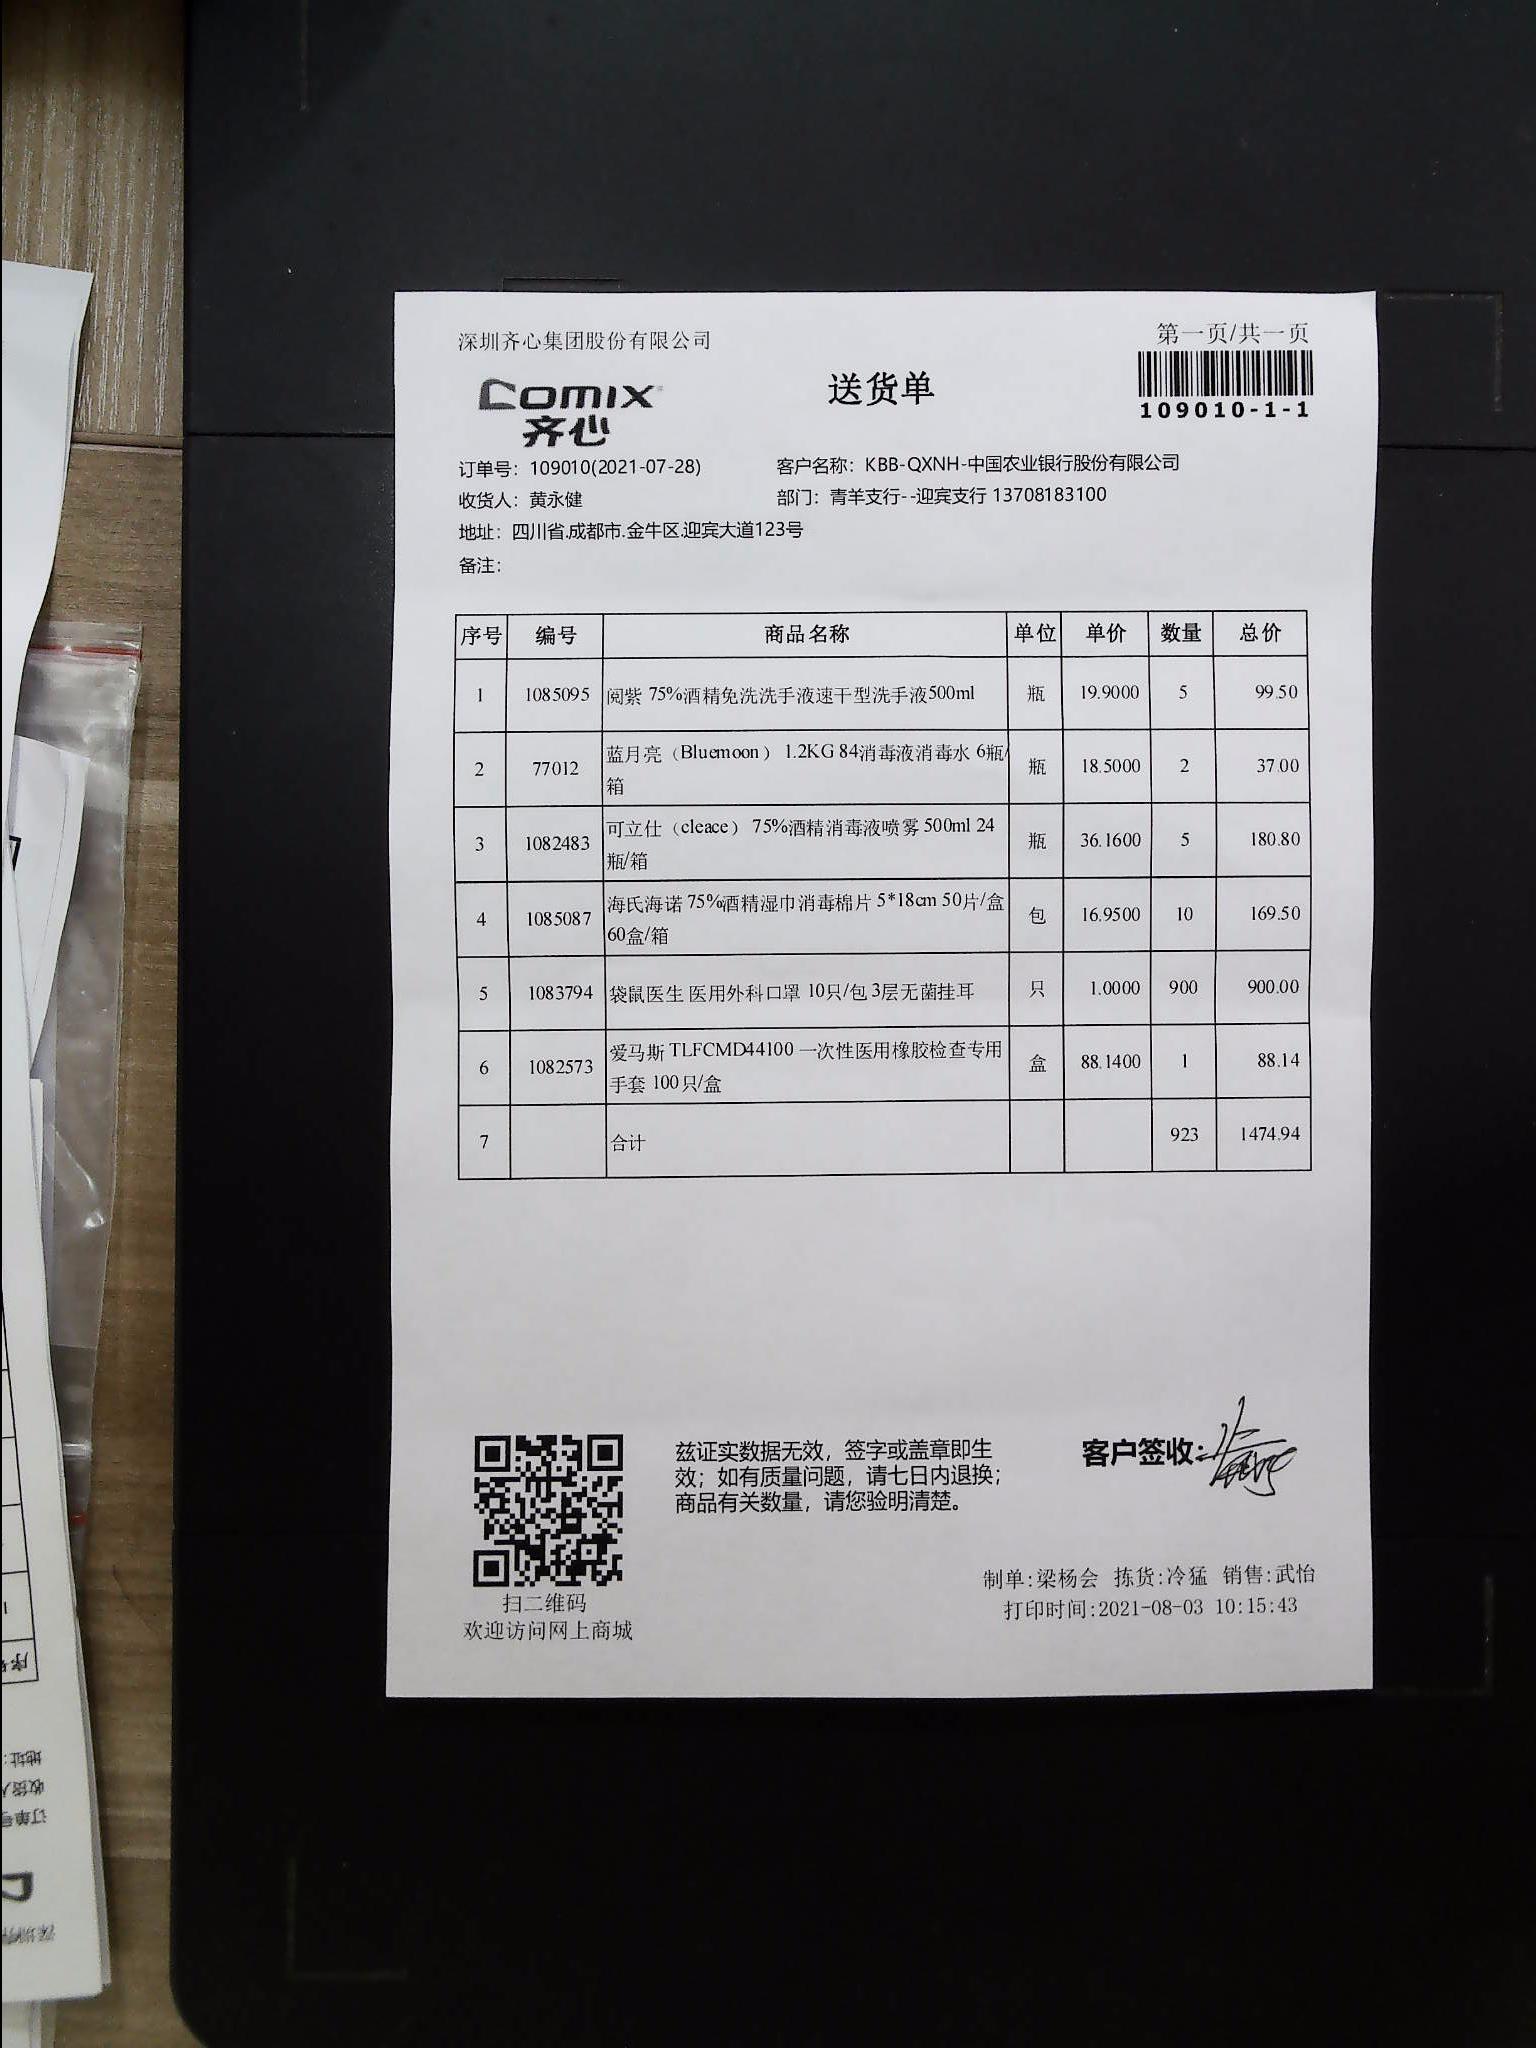 深圳齐心集团股份有限公司
第一页/共一页
comix
齐心
送货单
109010-1-1
订单号：109010(2021-07-28) 客户名称：KBB-QXNH-中国农业银行股份有限公司
收货人：黄永健 部门：青羊支行--迎宾支行 13708183100
地址：四川省.成都市.金牛区.迎宾大道123号
备注：
序号 编号 商品名称 单位 单价 数量 总价
1 1085095 阅紫 75%酒精免洗洗手液速干型洗手液500ml 瓶 19.9000 5 99.50
2 77012 蓝月亮（Bluemoon） 1.2KG 84消毒液消毒水 6瓶/
箱 瓶 18.5000 2 37.00
3 1082483 可立仕（cleace） 75%酒精消毒液喷雾 500ml 24
瓶/箱 瓶 36.1600 5 180.80
4 1085087 海氏海诺 75%酒精湿巾消毒棉片 5*18cm 50片/盒
60盒/箱 包 16.9500 10 169.50
5 1083794 袋鼠医生 医用外科口罩 10只/包 3层无菌挂耳 只 1.0000 900 900.00
6 1082573 爱马斯 TLFCMD44100 一次性医用橡胶检查专用
手套 100只/盒 盒 88.1400 1 88.14
7 合计 923 1474.94
兹证实数据无效，签字或盖章即生
效；如有质量问题，请七日内退换；
商品有关数量，请您验明清楚。
客户签收：
扫二维码
欢迎访问网上商城
制单:梁杨会 拣货:冷猛 销售:武怡
打印时间:2021-08-03 10:15:43
序
地址：
收货人
订单号
深圳齐